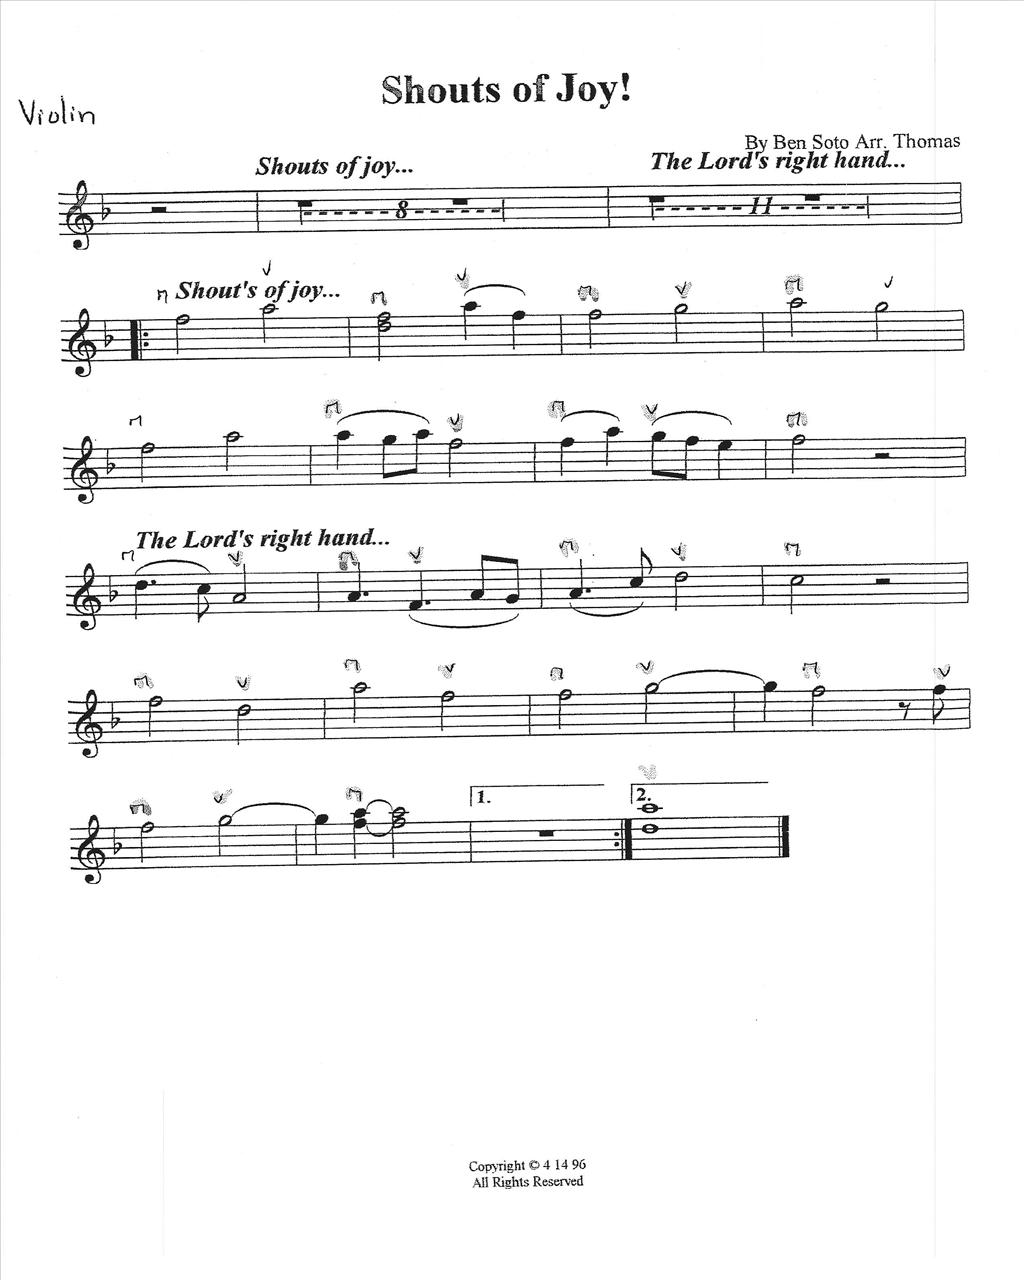 Shouts of Joy!
Violin
By Ben Soto Arr. Thomas
Shouts of joy... The Lord's right hand...
8 11
Shout's of joy...
The Lord's right hand...
1. 2.
Copyright © 4 14 96
All Rights Reserved